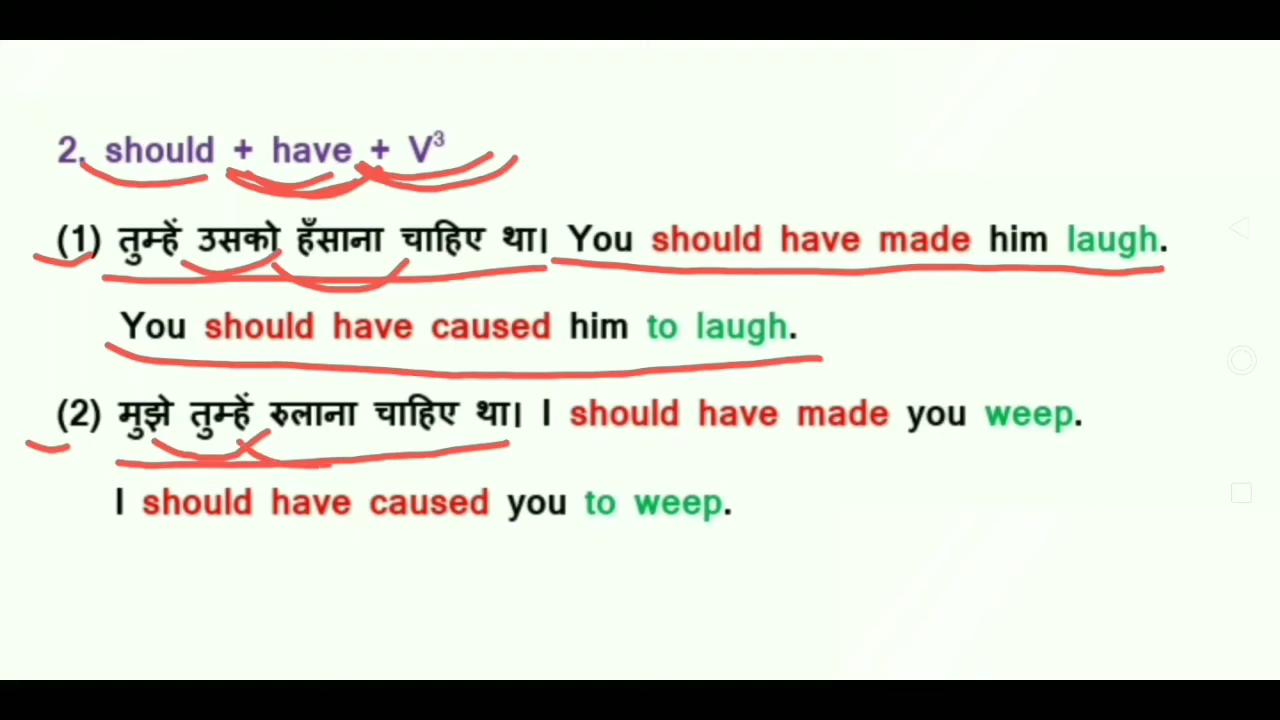 2. should + have + V³
(1) तुम्हें उसको हँसाना चाहिए था। You should have made him laugh.
You should have caused him to laugh.
(2) मुझे तुम्हें रुलाना चाहिए था। I should have made you weep.
I should have caused you to weep.